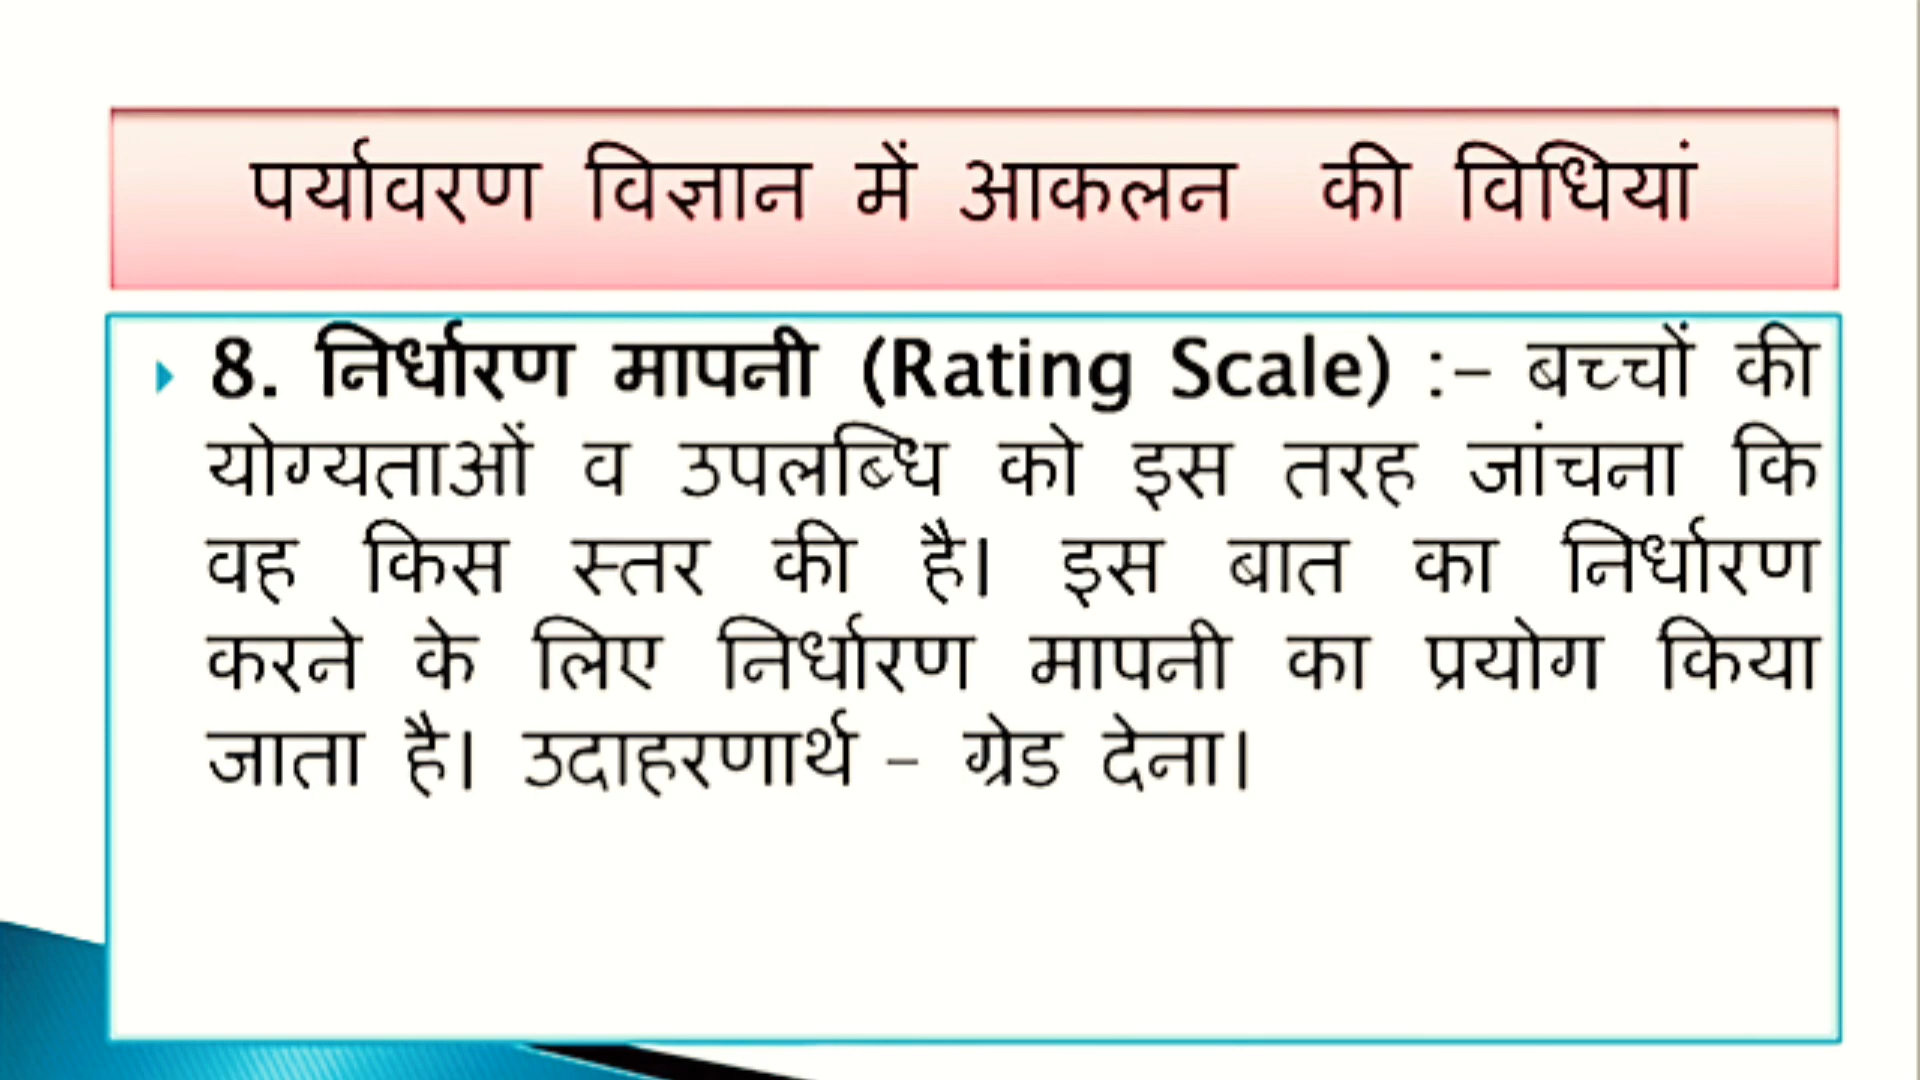 पर्यावरण विज्ञान में आकलन की विधियां
8. निर्धारण मापनी (Rating Scale) :- बच्चों की
योग्यताओं व उपलब्धि को इस तरह जांचना कि
वह किस स्तर की है। इस बात का निर्धारण
करने के लिए निर्धारण मापनी का प्रयोग किया
जाता है। उदाहरणार्थ - ग्रेड देना।